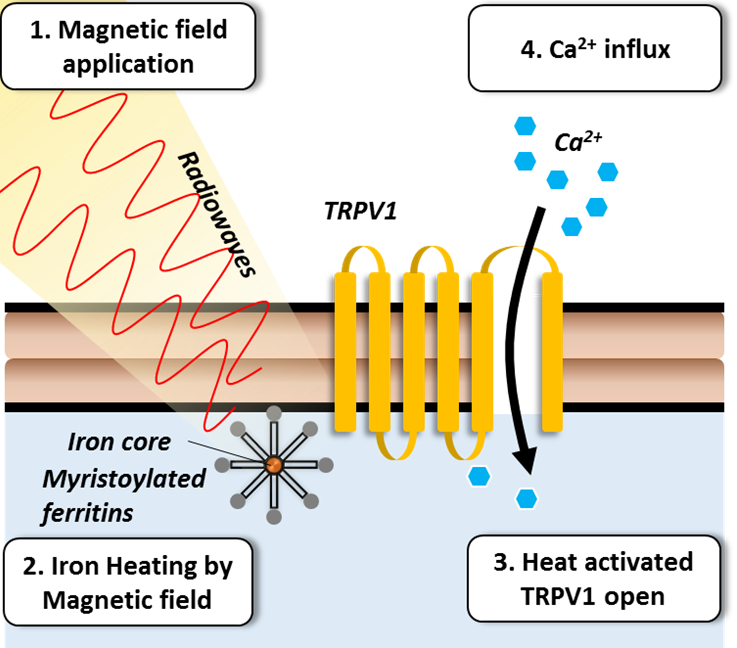 1. Magnetic field
application
4. Ca²⁺ influx
Ca²⁺
Radiowaves
TRPV1
Iron core
Myristoylated
ferritins
2. Iron Heating by
Magnetic field
3. Heat activated
TRPV1 open